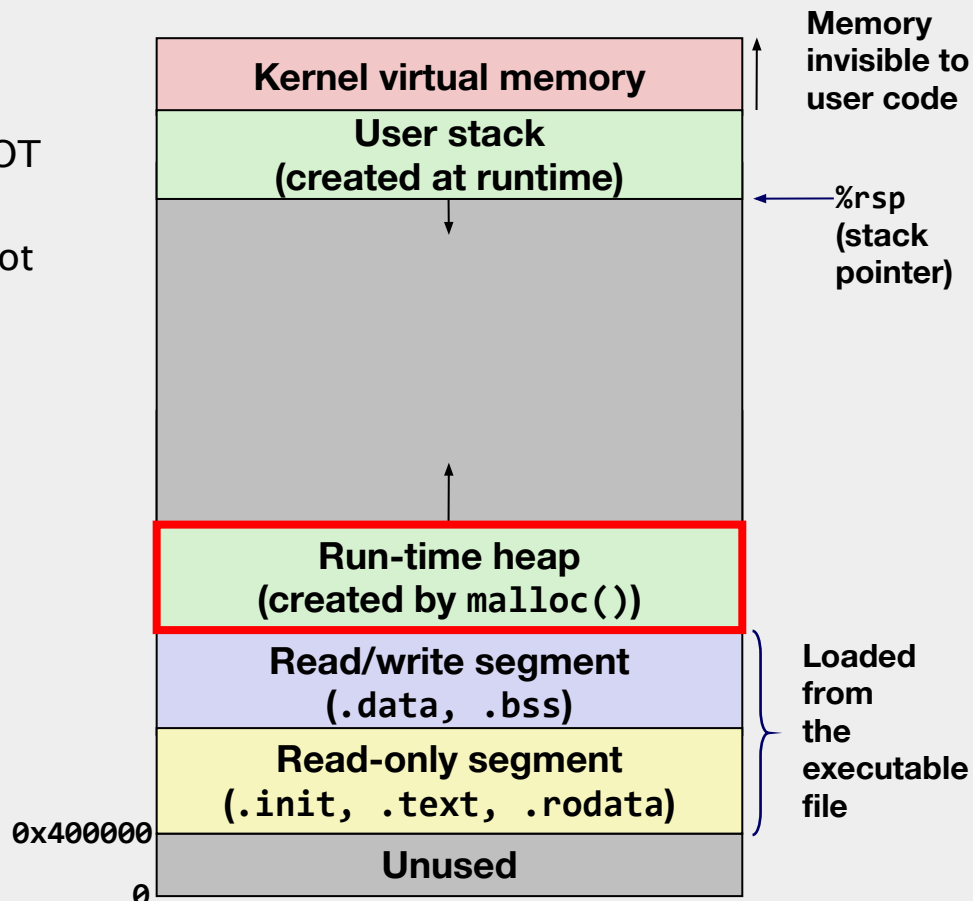 OT
ot
Memory
invisible to
user code
Kernel virtual memory
User stack
(created at runtime)
%rsp
(stack
pointer)
Run-time heap
(created by malloc())
Read/write segment
(.data, .bss)
Loaded
from
the
executable
file
Read-only segment
(.init, .text, .rodata)
0x400000
Unused
0